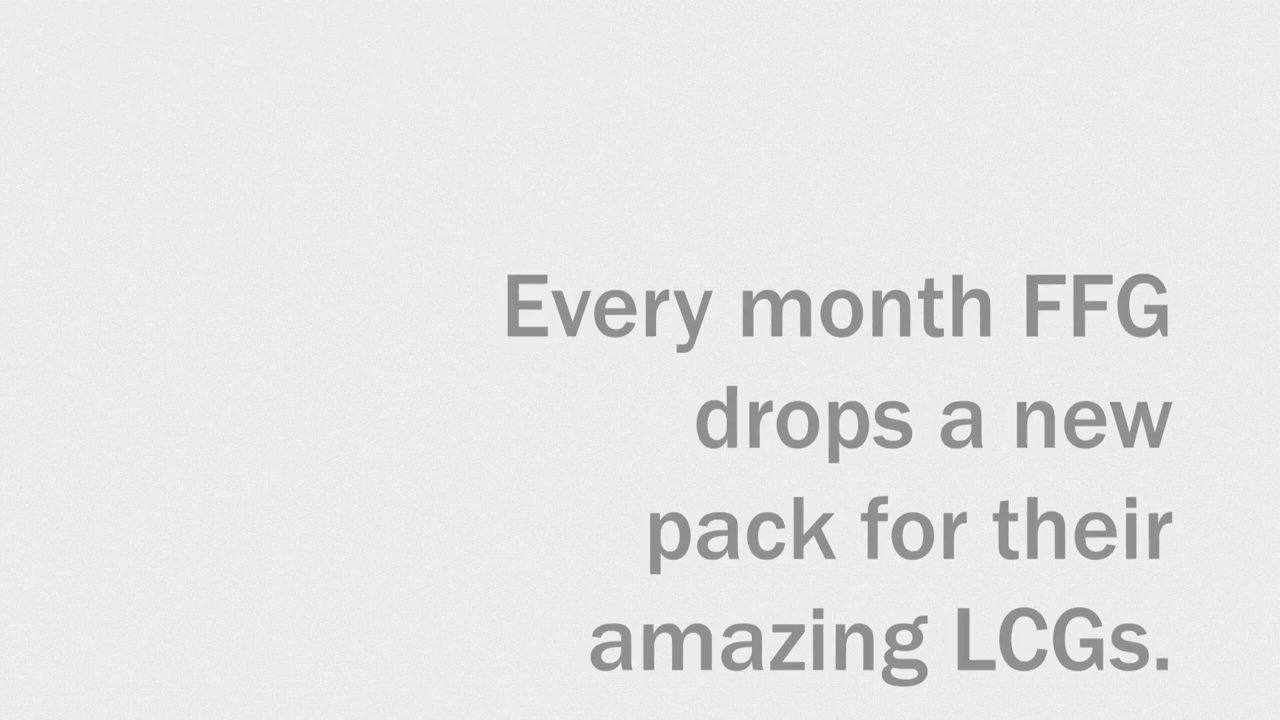 Every month FFG
drops a new
pack for their
amazing LCGs.